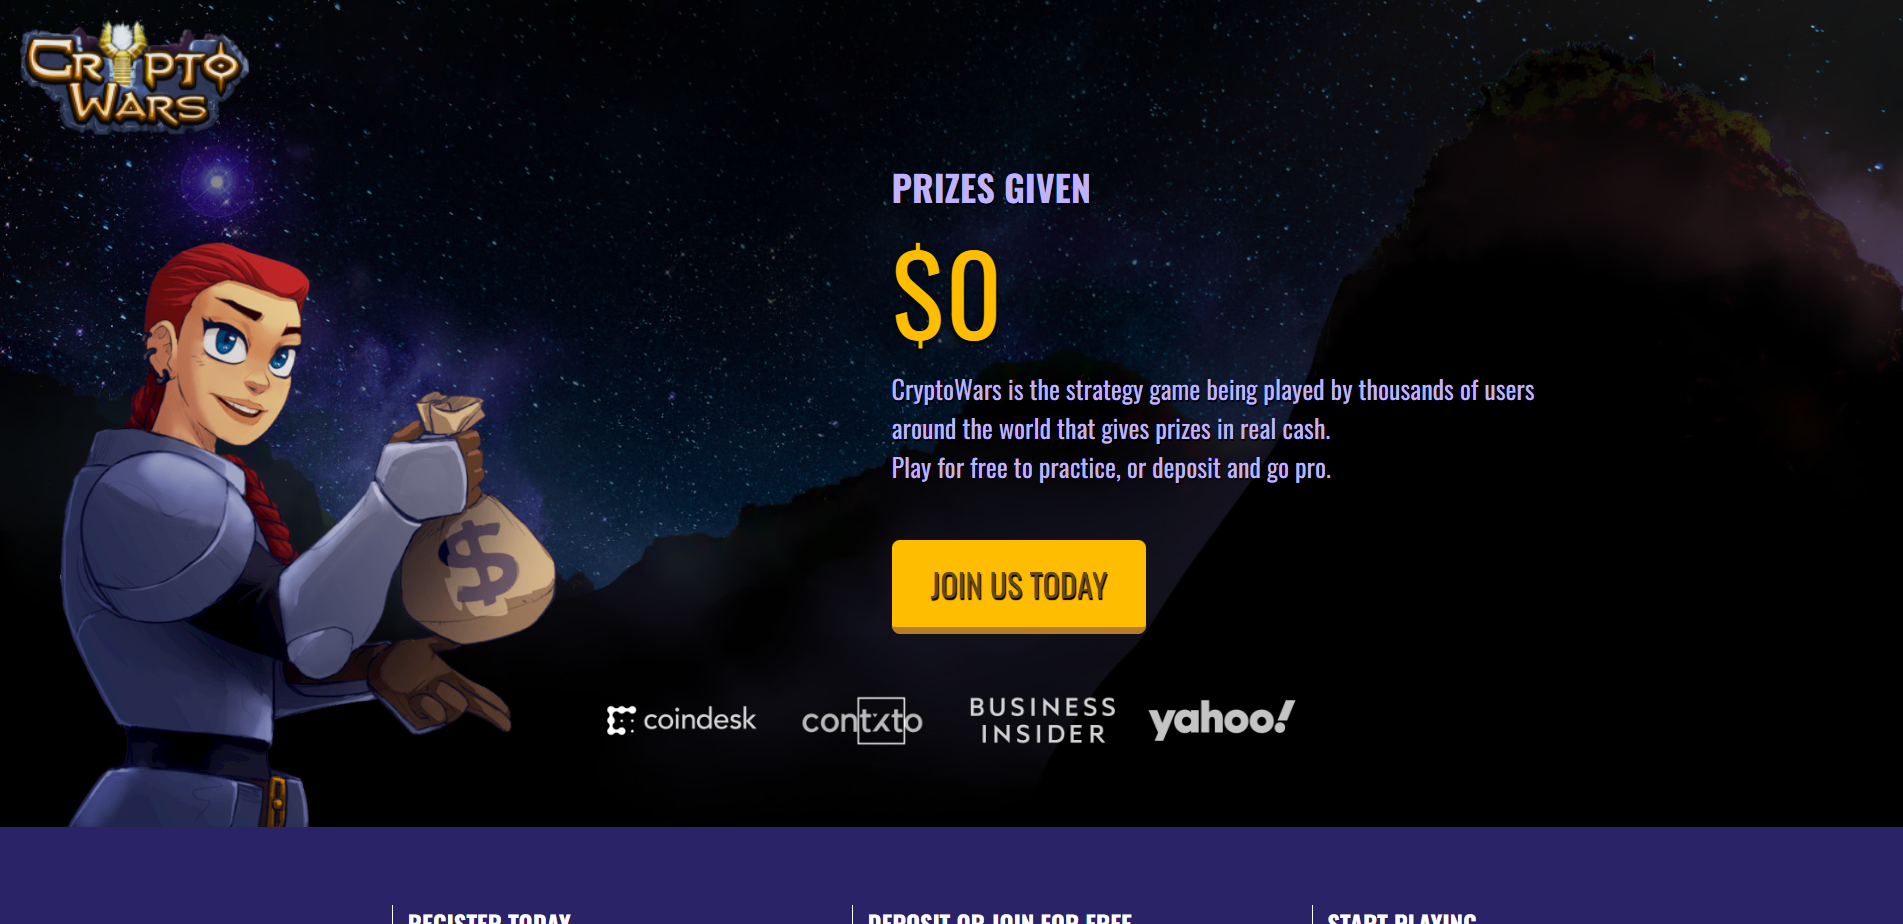 CRYPTO
WARS
PRIZES GIVEN
$0
CryptoWars is the strategy game being played by thousands of users
around the world that gives prizes in real cash.
Play for free to practice, or deposit and go pro.
JOIN US TODAY
coindesk
contxto
BUSINESS
INSIDER
yahoo!
$
REGISTER TODAY
DEPOSIT OR JOIN FOR FREE
START PLAYING